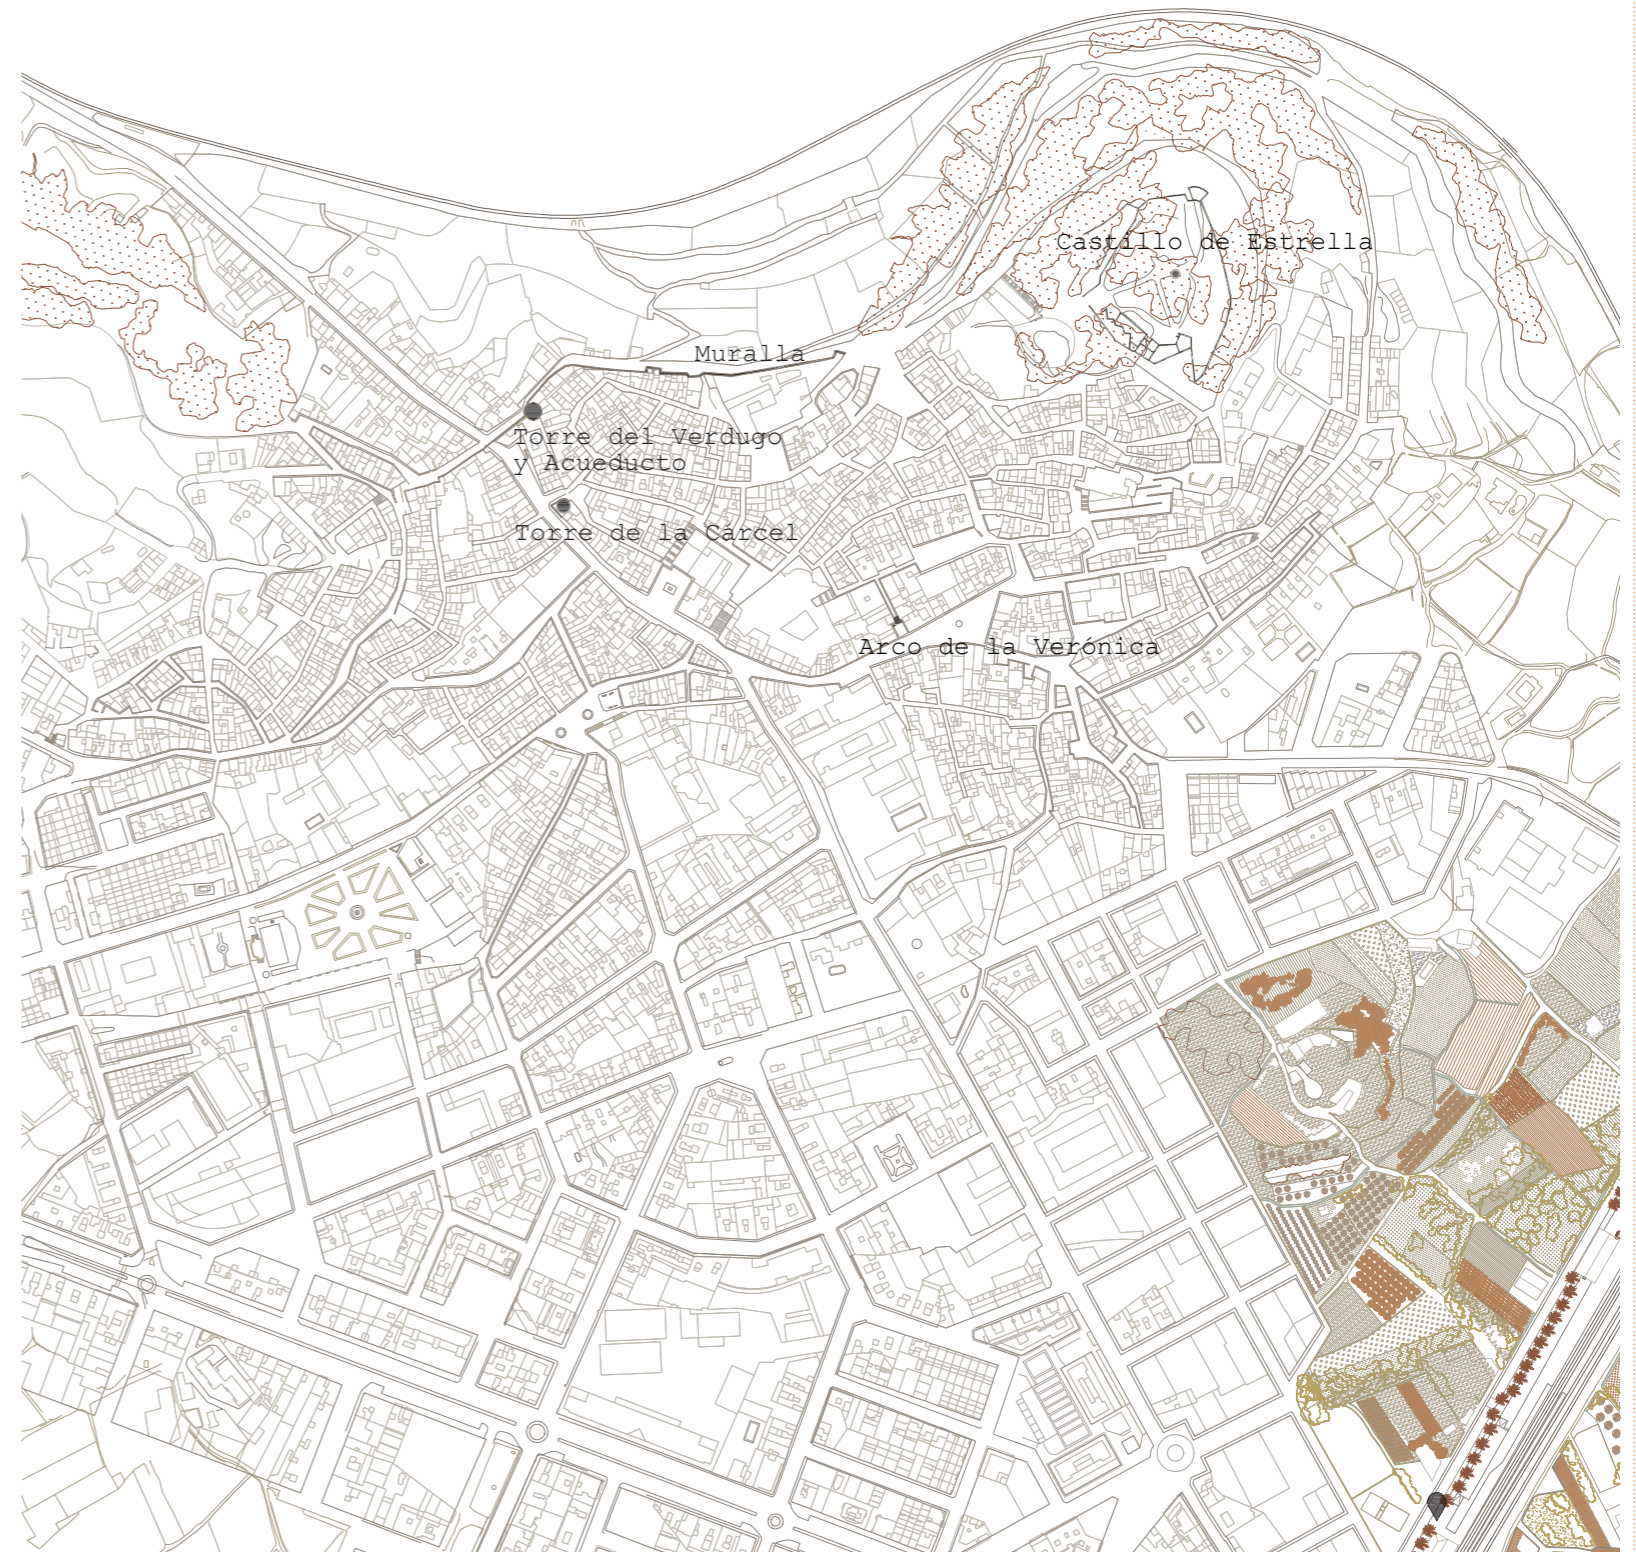 Castillo de Estrella
Muralla
Torre del Verdugo
y Acueducto
Torre de la Cárcel
Arco de la Verónica